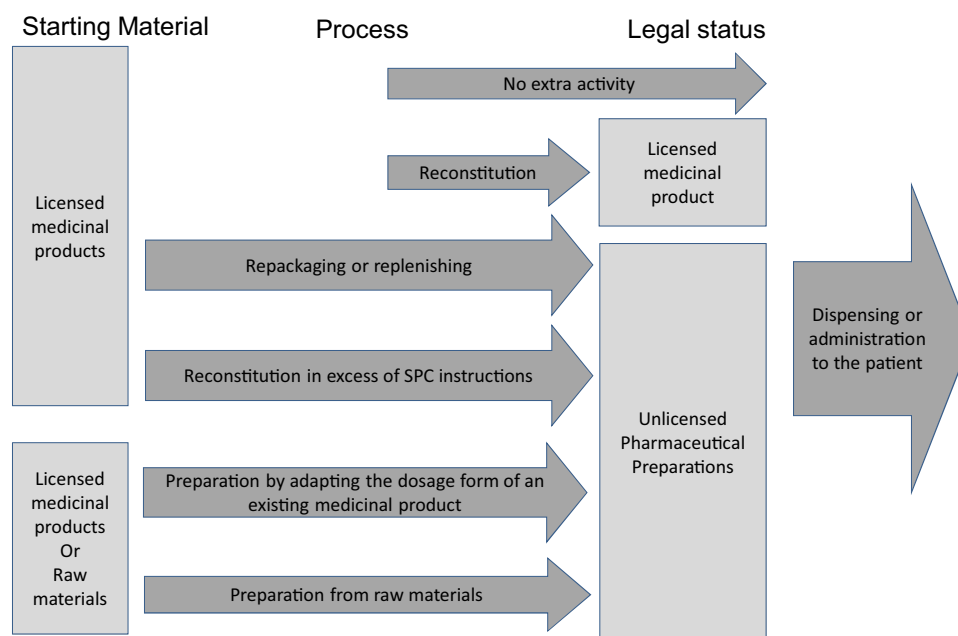 Starting Material
Process
Legal status
No extra activity
Licensed
medicinal
products
Reconstitution
Licensed
medicinal
product
Repackaging or replenishing
Reconstitution in excess of SPC instructions
Unlicensed
Pharmaceutical
Preparations
Dispensing or
administration
to the patient
Licensed
medicinal
products
Or
Raw
materials
Preparation by adapting the dosage form of an
existing medicinal product
Preparation from raw materials